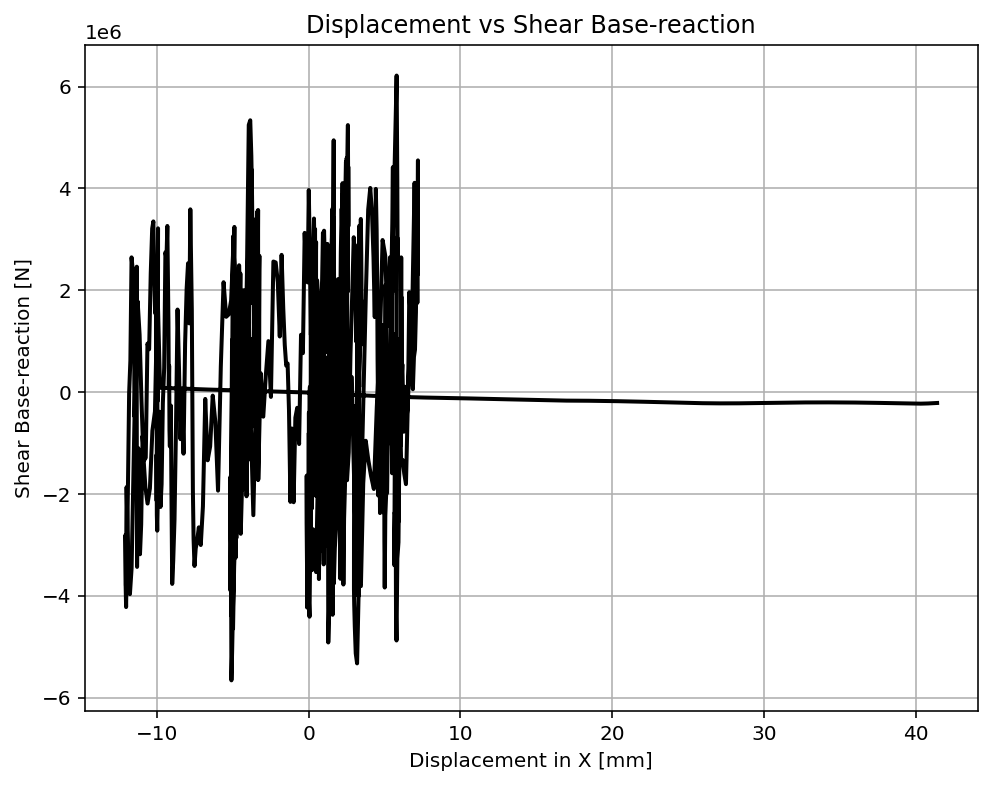 Displacement vs Shear Base-reaction
1e6
6
4
2
0
−2
−4
−6
Shear Base-reaction [N]
−10 0 10 20 30 40
Displacement in X [mm]